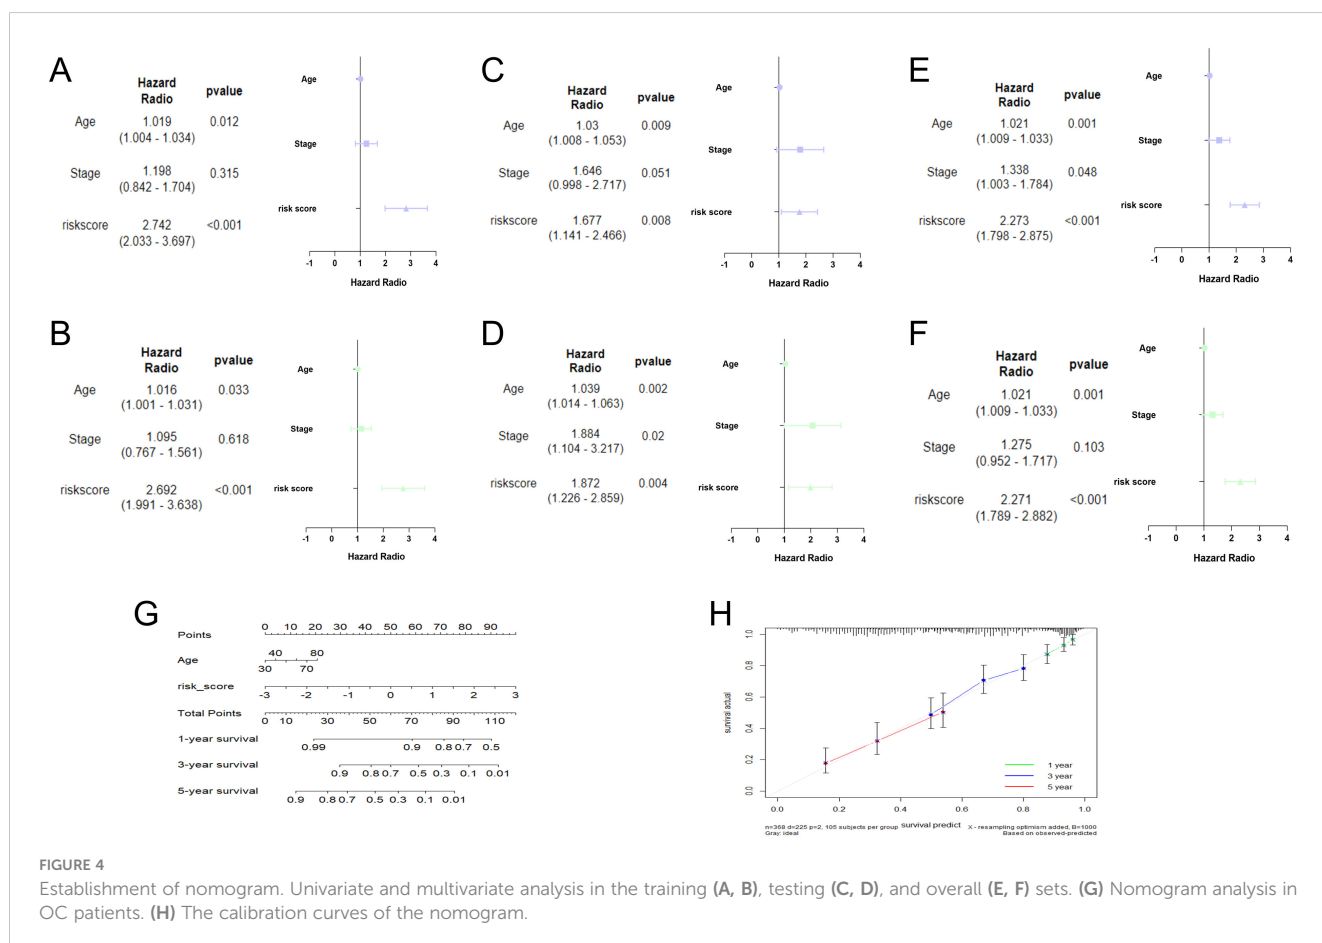 A
Hazard
Radio
pvalue
Age
1.019
(1.004 - 1.034)
0.012
Stage
1.198
(0.842 - 1.704)
0.315
riskscore
2.742
(2.033 - 3.697)
<0.001
Age
Stage
risk score
-1 0 1 2 3 4
Hazard Radio
C
Hazard
Radio
pvalue
Age
1.03
(1.008 - 1.053)
0.009
Stage
1.646
(0.998 - 2.717)
0.051
riskscore
1.677
(1.141 - 2.466)
0.008
Age
Stage
risk score
-1 0 1 2 3 4
Hazard Radio
E
Hazard
Radio
pvalue
Age
1.021
(1.009 - 1.033)
0.001
Stage
1.338
(1.003 - 1.784)
0.048
riskscore
2.273
(1.798 - 2.875)
<0.001
Age
Stage
risk score
-1 0 1 2 3 4
Hazard Radio
B
Hazard
Radio
pvalue
Age
1.016
(1.001 - 1.031)
0.033
Stage
1.095
(0.767 - 1.561)
0.618
riskscore
2.692
(1.991 - 3.638)
<0.001
Age
Stage
risk score
-1 0 1 2 3 4
Hazard Radio
D
Hazard
Radio
pvalue
Age
1.039
(1.014 - 1.063)
0.002
Stage
1.884
(1.104 - 3.217)
0.02
riskscore
1.872
(1.226 - 2.859)
0.004
Age
Stage
risk score
-1 0 1 2 3 4
Hazard Radio
F
Hazard
Radio
pvalue
Age
1.021
(1.009 - 1.033)
0.001
Stage
1.275
(0.952 - 1.717)
0.103
riskscore
2.271
(1.789 - 2.882)
<0.001
Age
Stage
risk score
-1 0 1 2 3 4
Hazard Radio
G
0 10 20 30 40 50 60 70 80 90
Points
40 80
Age
30 70
risk_score
-3 -2 -1 0 1 2 3
Total Points
0 10 30 50 70 90 110
1-year survival
0.99 0.9 0.8 0.7 0.5
3-year survival
0.9 0.8 0.7 0.5 0.3 0.1 0.01
5-year survival
0.9 0.8 0.7 0.5 0.3 0.1 0.01
H
1.0
0.8
0.6
0.4
0.2
0.0
survival actual
1 year
3 year
5 year
0.0 0.2 0.4 0.6 0.8 1.0
survival predict
n=368 d=225 p=2, 105 subjects per group
Gray: ideal
X - resampling optimism added, B=1000
Based on observed-predicted
FIGURE 4
Establishment of nomogram. Univariate and multivariate analysis in the training (A, B), testing (C, D), and overall (E, F) sets. (G) Nomogram analysis in
OC patients. (H) The calibration curves of the nomogram.